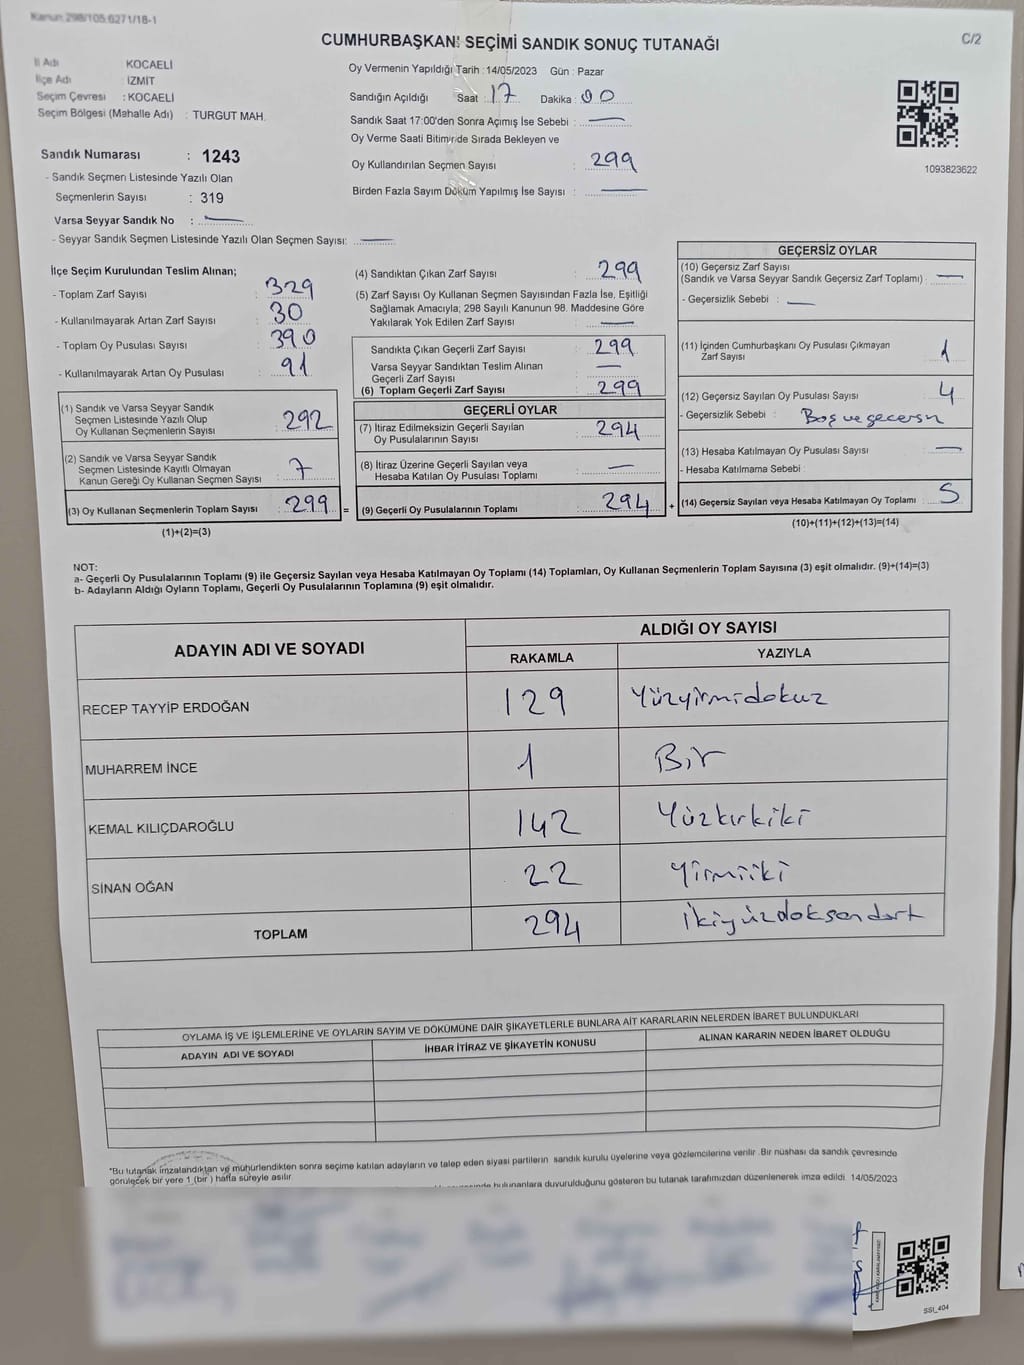 Kanun:298/105:6271/18-1
CUMHURBAŞKANI SEÇİMİ SANDIK SONUÇ TUTANAĞI
C/2
İl Adı KOCAELİ
İlçe Adı : İZMİT
Seçim Çevresi : KOCAELİ
Seçim Bölgesi (Mahalle Adı) : TURGUT MAH.
Oy Vermenin Yapıldığı Tarih : 14/05/2023 Gün : Pazar
Sandığın Açıldığı Saat : 17 Dakika : 00
Sandık Saat 17:00'den Sonra Açımış İse Sebebi : —
Oy Verme Saati Bitiminde Sırada Bekleyen ve
Oy Kullandırılan Seçmen Sayısı : 299
Birden Fazla Sayım Döküm Yapılmış İse Sayısı : —
1093823622
Sandık Numarası : 1243
- Sandık Seçmen Listesinde Yazılı Olan
Seçmenlerin Sayısı : 319
Varsa Seyyar Sandık No : —
- Seyyar Sandık Seçmen Listesinde Yazılı Olan Seçmen Sayısı: —
İlçe Seçim Kurulundan Teslim Alınan;
- Toplam Zarf Sayısı : 329
- Kullanılmayarak Artan Zarf Sayısı : 30
- Toplam Oy Pusulası Sayısı : 390
- Kullanılmayarak Artan Oy Pusulası : 91
(1) Sandık ve Varsa Seyyar Sandık
Seçmen Listesinde Yazılı Olup
Oy Kullanan Seçmenlerin Sayısı 292
(2) Sandık ve Varsa Seyyar Sandık
Seçmen Listesinde Kayıtlı Olmayan
Kanun Gereği Oy Kullanan Seçmen Sayısı 7
(3) Oy Kullanan Seçmenlerin Toplam Sayısı 299 =
(1)+(2)=(3)
(4) Sandıktan Çıkan Zarf Sayısı : 299
(5) Zarf Sayısı Oy Kullanan Seçmen Sayısından Fazla İse, Eşitliği
Sağlamak Amacıyla; 298 Sayılı Kanunun 98. Maddesine Göre
Yakılarak Yok Edilen Zarf Sayısı : —
Sandıkta Çıkan Geçerli Zarf Sayısı : 299
Varsa Seyyar Sandıktan Teslim Alınan
Geçerli Zarf Sayısı : —
(6) Toplam Geçerli Zarf Sayısı : 299
GEÇERLİ OYLAR
(7) İtiraz Edilmeksizin Geçerli Sayılan
Oy Pusulalarının Sayısı : 294
(8) İtiraz Üzerine Geçerli Sayılan veya
Hesaba Katılan Oy Pusulası Toplamı : —
(9) Geçerli Oy Pusulalarının Toplamı : 294 +
GEÇERSİZ OYLAR
(10) Geçersiz Zarf Sayısı
(Sandık ve Varsa Seyyar Sandık Geçersiz Zarf Toplamı) : —
- Geçersizlik Sebebi : —
(11) İçinden Cumhurbaşkanı Oy Pusulası Çıkmayan
Zarf Sayısı : 1
(12) Geçersiz Sayılan Oy Pusulası Sayısı : 4
- Geçersizlik Sebebi : Boş ve geçersiz
(13) Hesaba Katılmayan Oy Pusulası Sayısı : —
- Hesaba Katılmama Sebebi :
(14) Geçersiz Sayılan veya Hesaba Katılmayan Oy Toplamı : 5
(10)+(11)+(12)+(13)=(14)
NOT:
a- Geçerli Oy Pusulalarının Toplamı (9) ile Geçersiz Sayılan veya Hesaba Katılmayan Oy Toplamı (14) Toplamları, Oy Kullanan Seçmenlerin Toplam Sayısına (3) eşit olmalıdır. (9)+(14)=(3)
b- Adayların Aldığı Oyların Toplamı, Geçerli Oy Pusulalarının Toplamına (9) eşit olmalıdır.
ADAYIN ADI VE SOYADI ALDIĞI OY SAYISI
RAKAMLA YAZIYLA
RECEP TAYYİP ERDOĞAN 129 Yüzyirmidokuz
MUHARREM İNCE 1 Bir
KEMAL KILIÇDAROĞLU 142 Yüzkırkiki
SİNAN OĞAN 22 Yirmiiki
TOPLAM 294 İkiyüzdoksandört
OYLAMA İŞ VE İŞLEMLERİNE VE OYLARIN SAYIM VE DÖKÜMÜNE DAİR ŞİKAYETLERLE BUNLARA AİT KARARLARIN NELERDEN İBARET BULUNDUKLARI
ADAYIN ADI VE SOYADI İHBAR İTİRAZ VE ŞİKAYETİN KONUSU ALINAN KARARIN NEDEN İBARET OLDUĞU
*Bu tutanak imzalandıktan ve mühürlendikten sonra seçime katılan adayların ve talep eden siyasi partilerin sandık kurulu üyelerine veya gözlemcilerine verilir .Bir nüshası da sandık çevresinde
görülecek bir yere 1 (bir ) hafta süreyle asılır.
bulunanlara duyurulduğunu gösteren bu tutanak tarafımızdan düzenlenerek imza edildi. 14/05/2023
SSI_404